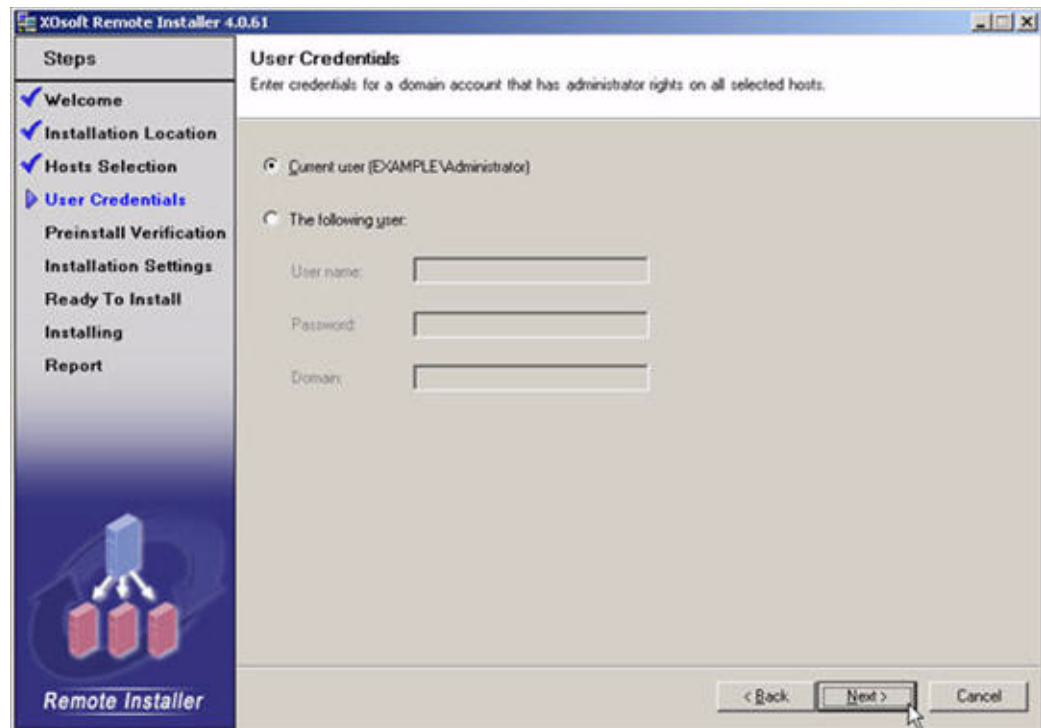 XOsoft Remote Installer 4.0.61
Steps
Welcome
Installation Location
Hosts Selection
User Credentials
Preinstall Verification
Installation Settings
Ready To Install
Installing
Report
Remote Installer
User Credentials
Enter credentials for a domain account that has administrator rights on all selected hosts.
Current user (EXAMPLE\Administrator)
The following user:
User name:
Password:
Domain:
< Back
Next >
Cancel